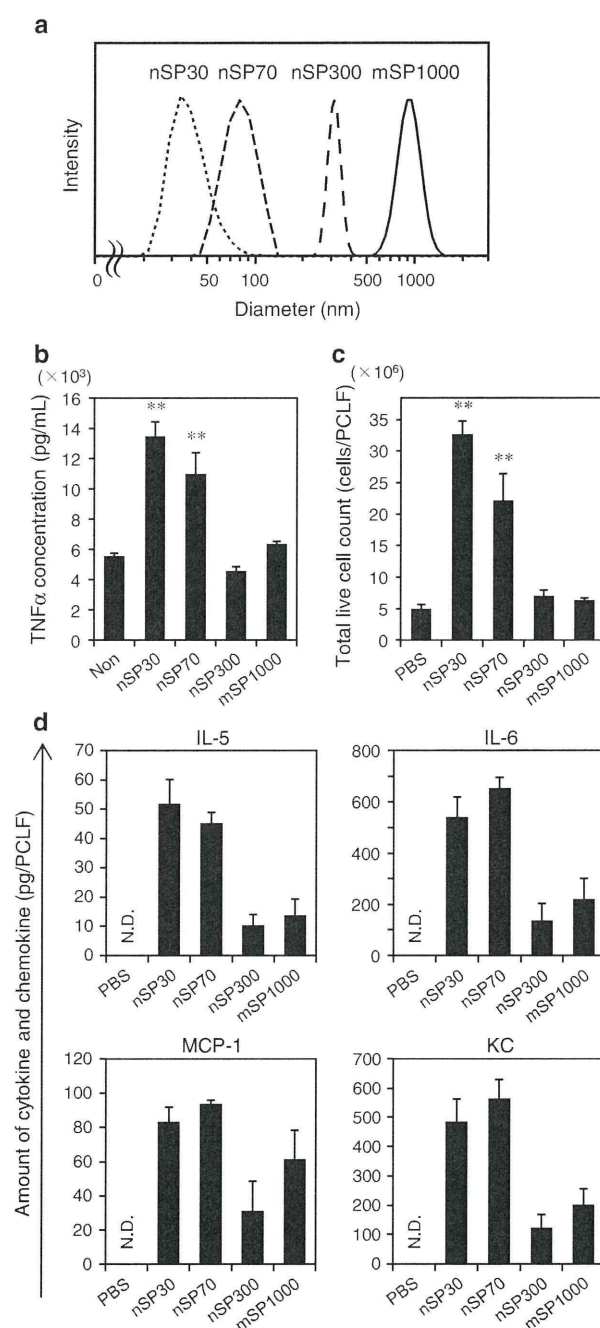 a
nSP30 nSP70 nSP300 mSP1000
Intensity
0 50 100 500 1000
Diameter (nm)
b
(×10³)
TNFα concentration (pg/mL)
16
14
12
10
8
6
4
2
0
** **
Non nSP30 nSP70 nSP300 mSP1000
c
(×10⁶)
Total live cell count (cells/PCLF)
35
30
25
20
15
10
5
0
** **
PBS nSP30 nSP70 nSP300 mSP1000
d
Amount of cytokine and chemokine (pg/PCLF)
IL-5
70
60
50
40
30
20
10
0
N.D.
PBS nSP30 nSP70 nSP300 mSP1000
IL-6
800
600
400
200
0
N.D.
PBS nSP30 nSP70 nSP300 mSP1000
MCP-1
120
100
80
60
40
20
0
N.D.
PBS nSP30 nSP70 nSP300 mSP1000
KC
700
600
500
400
300
200
100
0
N.D.
PBS nSP30 nSP70 nSP300 mSP1000